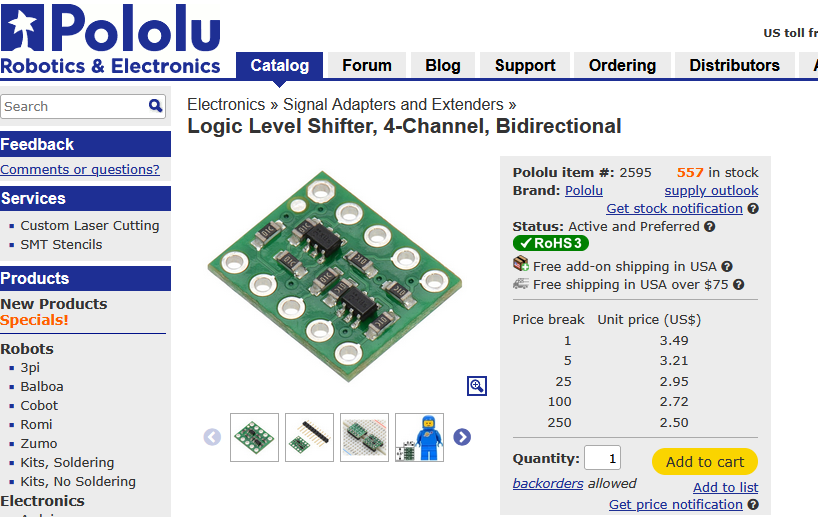 Pololu
Robotics & Electronics
US toll fr
Catalog
Forum
Blog
Support
Ordering
Distributors
Search
Feedback
Comments or questions?
Services
Custom Laser Cutting
SMT Stencils
Products
New Products
Specials!
Robots
3pi
Balboa
Cobot
Romi
Zumo
Kits, Soldering
Kits, No Soldering
Electronics
Electronics » Signal Adapters and Extenders »
Logic Level Shifter, 4-Channel, Bidirectional
Pololu item #: 2595 557 in stock
Brand: Pololu supply outlook
Get stock notification ?
Status: Active and Preferred ?
RoHS 3
Free add-on shipping in USA ?
Free shipping in USA over $75 ?
Price break Unit price (US$)
1 3.49
5 3.21
25 2.95
100 2.72
250 2.50
Quantity: 1 Add to cart
backorders allowed Add to list
Get price notification ?